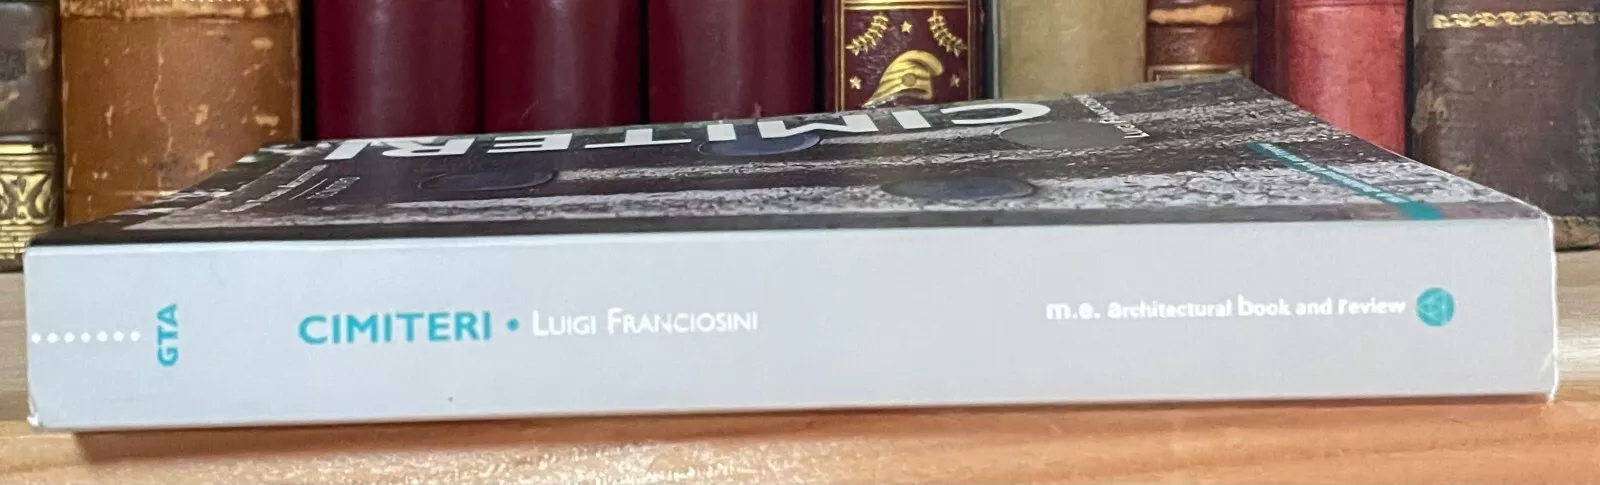 CIMITERI
GTA
CIMITERI • LUIGI FRANCIOSINI
m.e. architectural book and review